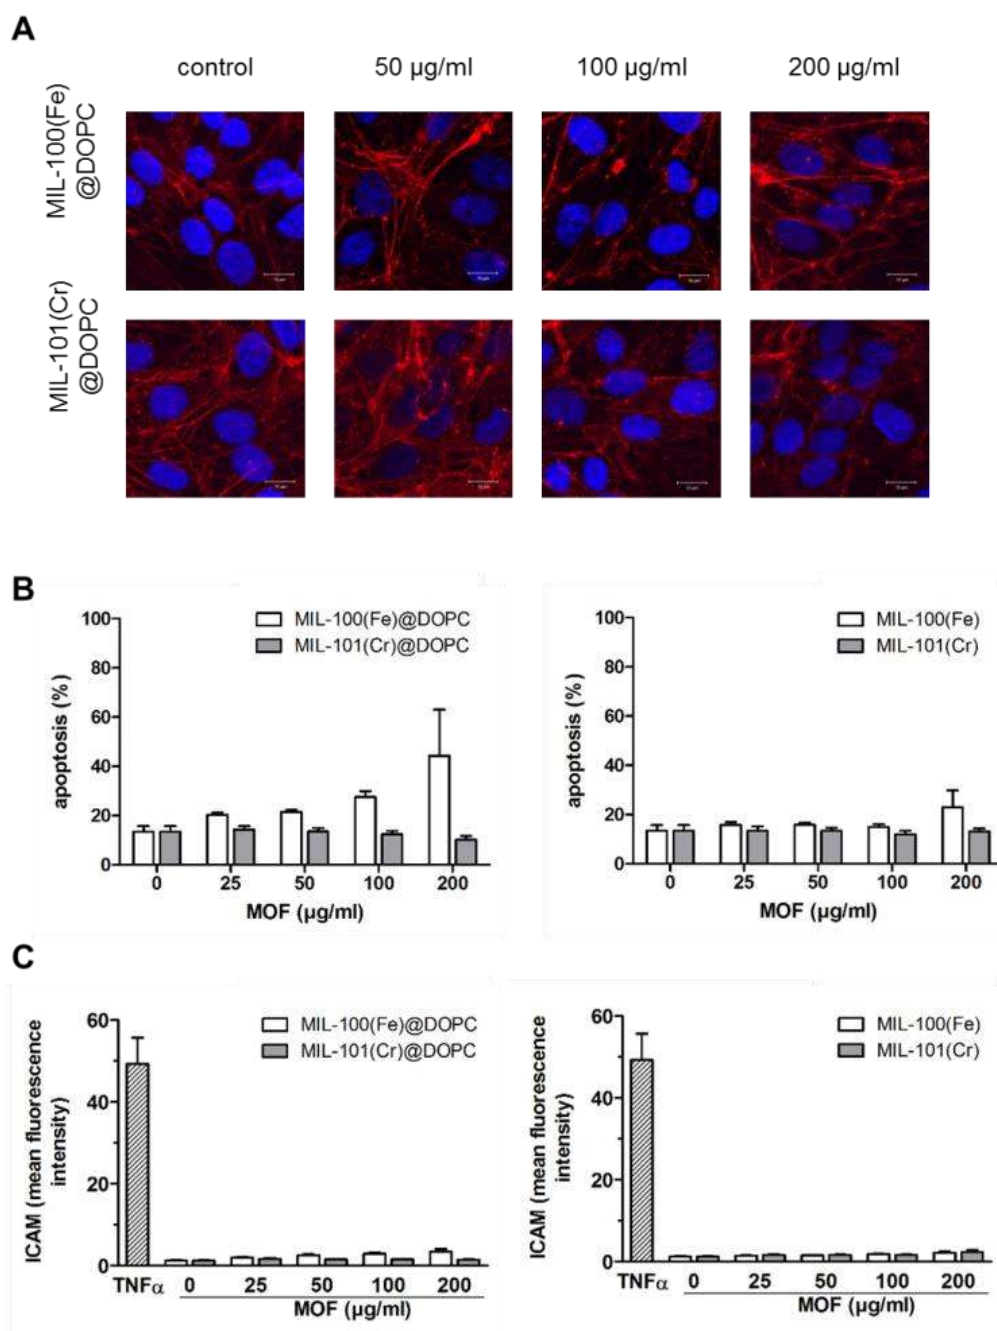 A
control 50 µg/ml 100 µg/ml 200 µg/ml
MIL-100(Fe)
@DOPC
MIL-101(Cr)
@DOPC
B
100
80
60
40
20
0
apoptosis (%)
MIL-100(Fe)@DOPC
MIL-101(Cr)@DOPC
0 25 50 100 200
MOF (µg/ml)
100
80
60
40
20
0
apoptosis (%)
MIL-100(Fe)
MIL-101(Cr)
0 25 50 100 200
MOF (µg/ml)
C
60
40
20
0
ICAM (mean fluorescence
intensity)
MIL-100(Fe)@DOPC
MIL-101(Cr)@DOPC
TNFα 0 25 50 100 200
MOF (µg/ml)
60
40
20
0
ICAM (mean fluorescence
intensity)
MIL-100(Fe)
MIL-101(Cr)
TNFα 0 25 50 100 200
MOF (µg/ml)